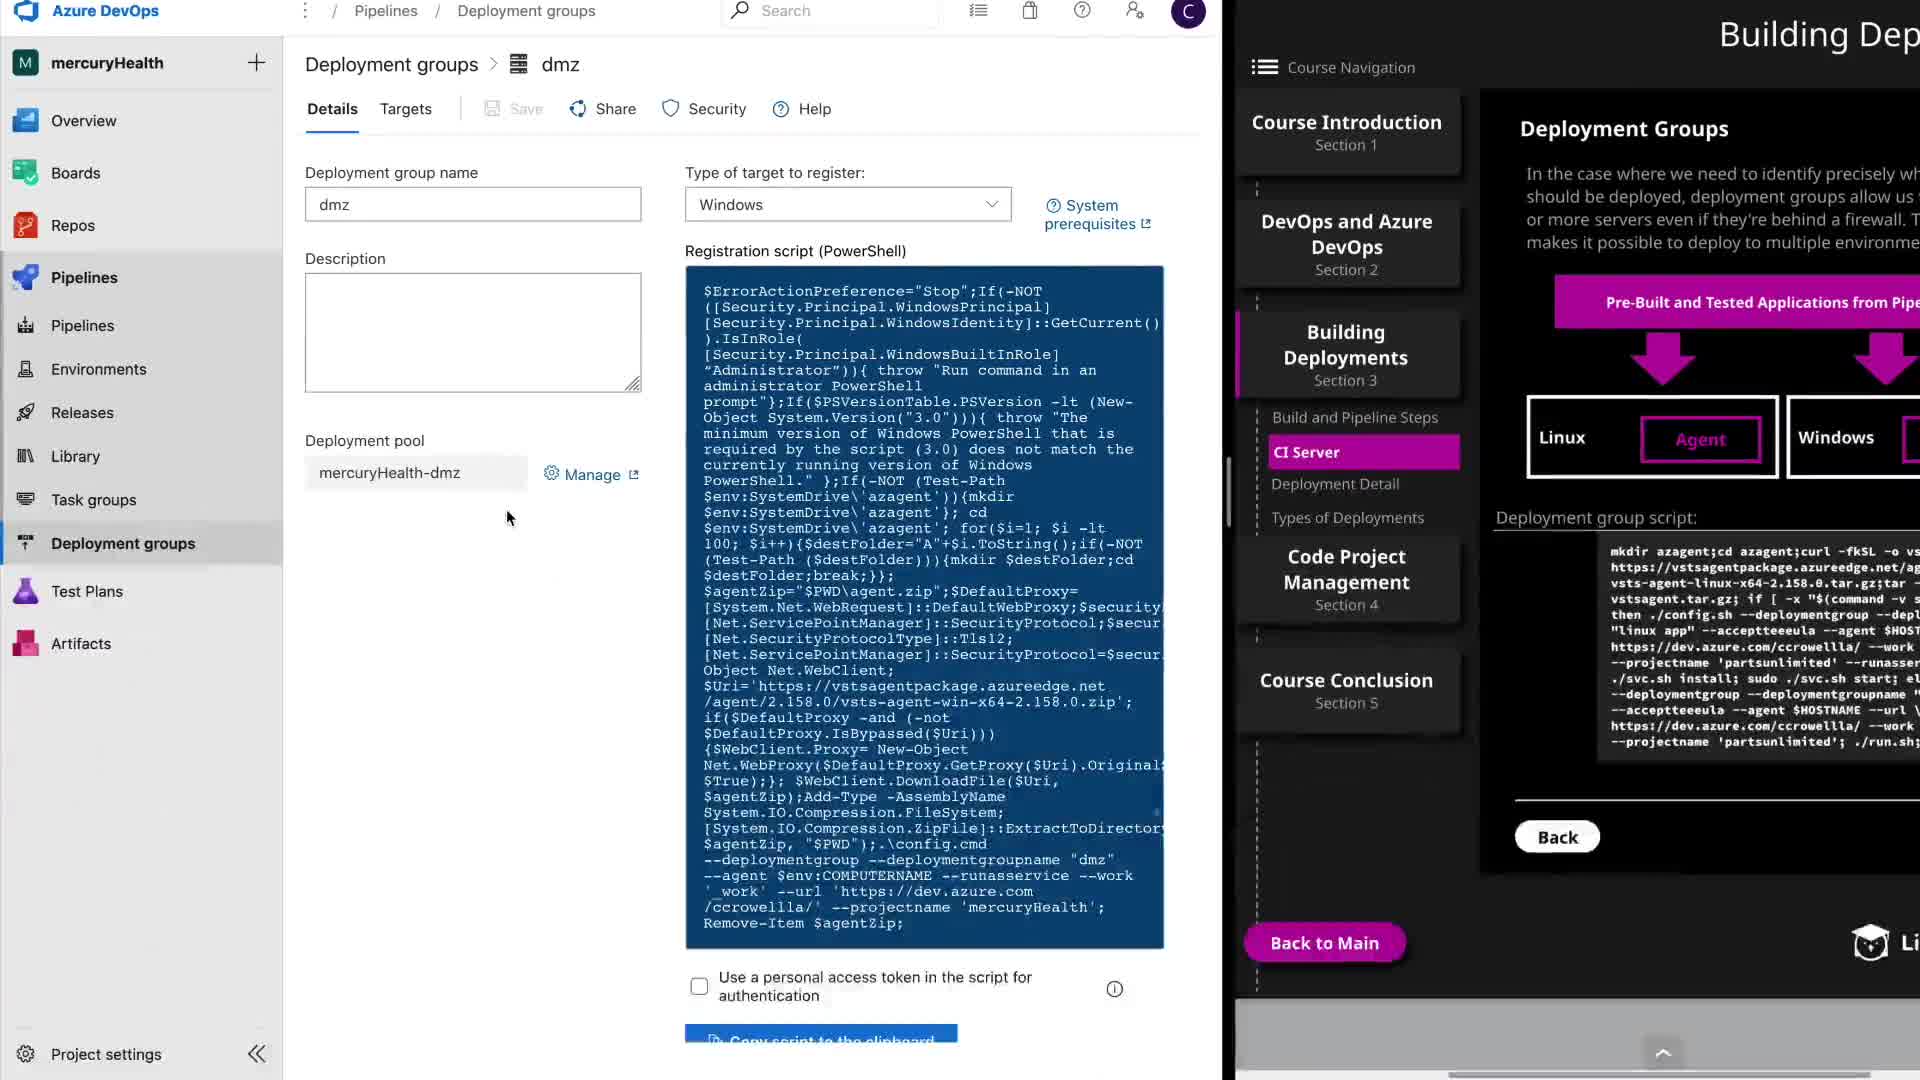 Azure DevOps
/ Pipelines / Deployment groups
Search
C
M mercuryHealth
Overview
Boards
Repos
Pipelines
Pipelines
Environments
Releases
Library
Task groups
Deployment groups
Test Plans
Artifacts
Project settings
Deployment groups > dmz
Details Targets Save Share Security Help
Deployment group name
dmz
Description
Deployment pool
mercuryHealth-dmz Manage
Type of target to register:
Windows
System
prerequisites
Registration script (PowerShell)
$ErrorActionPreference="Stop";If(-NOT
([Security.Principal.WindowsPrincipal]
[Security.Principal.WindowsIdentity]::GetCurrent()
).IsInRole(
[Security.Principal.WindowsBuiltInRole]
"Administrator")){ throw "Run command in an
administrator PowerShell
prompt"};If($PSVersionTable.PSVersion -lt (New-
Object System.Version("3.0"))){ throw "The
minimum version of Windows PowerShell that is
required by the script (3.0) does not match the
currently running version of Windows
PowerShell." };If(-NOT (Test-Path
$env:SystemDrive\'azagent')){mkdir
$env:SystemDrive\'azagent'}; cd
$env:SystemDrive\'azagent'; for($i=1; $i -lt
100; $i++){$destFolder="A"+$i.ToString();if(-NOT
(Test-Path ($destFolder))){mkdir $destFolder;cd
$destFolder;break;}};
$agentZip="$PWD\agent.zip";$DefaultProxy=
[System.Net.WebRequest]::DefaultWebProxy;$security
[Net.ServicePointManager]::SecurityProtocol;$secur
[Net.SecurityProtocolType]::Tls12;
[Net.ServicePointManager]::SecurityProtocol=$secur
Object Net.WebClient;
$Uri='https://vstsagentpackage.azureedge.net
/agent/2.158.0/vsts-agent-win-x64-2.158.0.zip';
if($DefaultProxy -and (-not
$DefaultProxy.IsBypassed($Uri)))
{$WebClient.Proxy= New-Object
Net.WebProxy($DefaultProxy.GetProxy($Uri).Original
$True);}; $WebClient.DownloadFile($Uri,
$agentZip);Add-Type -AssemblyName
System.IO.Compression.FileSystem;
[System.IO.Compression.ZipFile]::ExtractToDirectory
$agentZip, "$PWD");.\config.cmd
--deploymentgroup --deploymentgroupname "dmz"
--agent $env:COMPUTERNAME --runasservice --work
'_work' --url 'https://dev.azure.com
/ccrowellla/' --projectname 'mercuryHealth';
Remove-Item $agentZip;
Use a personal access token in the script for
authentication
Copy script to the clipboard
Building Dep
Course Navigation
Course Introduction
Section 1
DevOps and Azure
DevOps
Section 2
Building
Deployments
Section 3
Build and Pipeline Steps
CI Server
Deployment Detail
Types of Deployments
Code Project
Management
Section 4
Course Conclusion
Section 5
Back to Main
Deployment Groups
In the case where we need to identify precisely wh
should be deployed, deployment groups allow us
or more servers even if they're behind a firewall. T
makes it possible to deploy to multiple environme
Pre-Built and Tested Applications from Pipe
Linux Agent Windows
Deployment group script:
mkdir azagent;cd azagent;curl -fkSL -o vs
https://vstsagentpackage.azureedge.net/ag
vsts-agent-linux-x64-2.158.0.tar.gz;tar -
vstsagent.tar.gz; if [ -x "$(command -v s
then ./config.sh --deploymentgroup --depl
"linux app" --acceptteeeula --agent $HOST
https://dev.azure.com/ccrowellla/ --work
--projectname 'partsunlimited' --runasser
./svc.sh install; sudo ./svc.sh start; el
--deploymentgroup --deploymentgroupname "
--acceptteeeula --agent $HOSTNAME --url \
https://dev.azure.com/ccrowellla/ --work
--projectname 'partsunlimited'; ./run.sh;
Back
Li